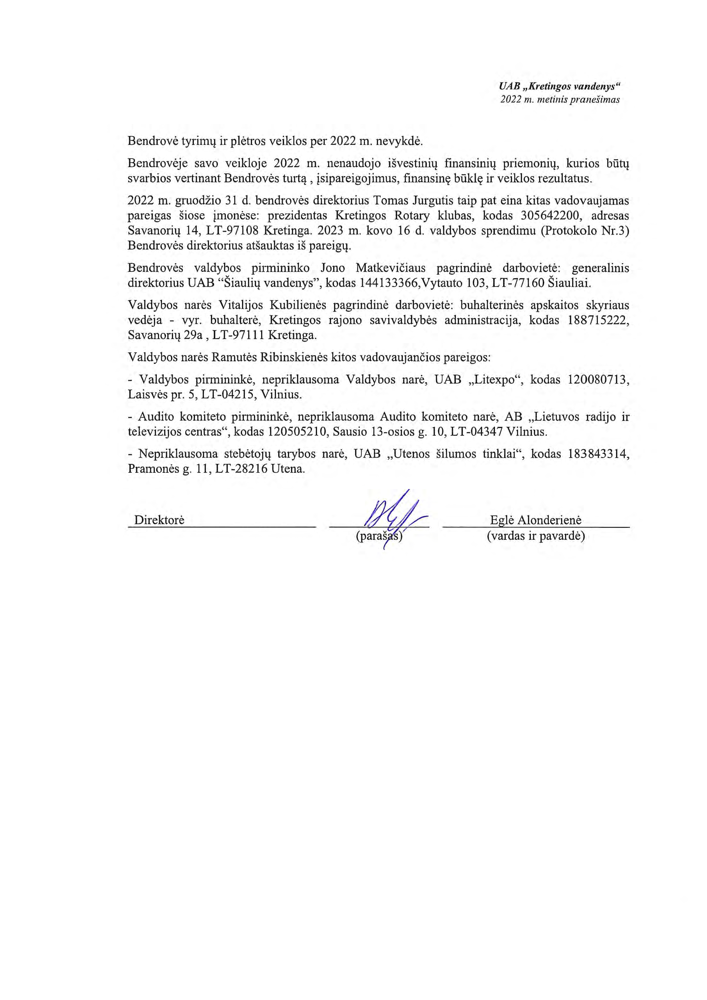 UAB „Kretingos vandenys“
2022 m. metinis pranešimas
Bendrovė tyrimų ir plėtros veiklos per 2022 m. nevykdė.
Bendrovėje savo veikloje 2022 m. nenaudojo išvestinių finansinių priemonių, kurios būtų
svarbios vertinant Bendrovės turtą , įsipareigojimus, finansinę būklę ir veiklos rezultatus.
2022 m. gruodžio 31 d. bendrovės direktorius Tomas Jurgutis taip pat eina kitas vadovaujamas
pareigas šiose įmonėse: prezidentas Kretingos Rotary klubas, kodas 305642200, adresas
Savanorių 14, LT-97108 Kretinga. 2023 m. kovo 16 d. valdybos sprendimu (Protokolo Nr.3)
Bendrovės direktorius atšauktas iš pareigų.
Bendrovės valdybos pirmininko Jono Matkevičiaus pagrindinė darbovietė: generalinis
direktorius UAB “Šiaulių vandenys”, kodas 144133366,Vytauto 103, LT-77160 Šiauliai.
Valdybos narės Vitalijos Kubilienės pagrindinė darbovietė: buhalterinės apskaitos skyriaus
vedėja - vyr. buhalterė, Kretingos rajono savivaldybės administracija, kodas 188715222,
Savanorių 29a , LT-97111 Kretinga.
Valdybos narės Ramutės Ribinskienės kitos vadovaujančios pareigos:
- Valdybos pirmininkė, nepriklausoma Valdybos narė, UAB „Litexpo“, kodas 120080713,
Laisvės pr. 5, LT-04215, Vilnius.
- Audito komiteto pirmininkė, nepriklausoma Audito komiteto narė, AB „Lietuvos radijo ir
televizijos centras“, kodas 120505210, Sausio 13-osios g. 10, LT-04347 Vilnius.
- Nepriklausoma stebėtojų tarybos narė, UAB „Utenos šilumos tinklai“, kodas 183843314,
Pramonės g. 11, LT-28216 Utena.
Direktorė Eglė Alonderienė
(parašas) (vardas ir pavardė)